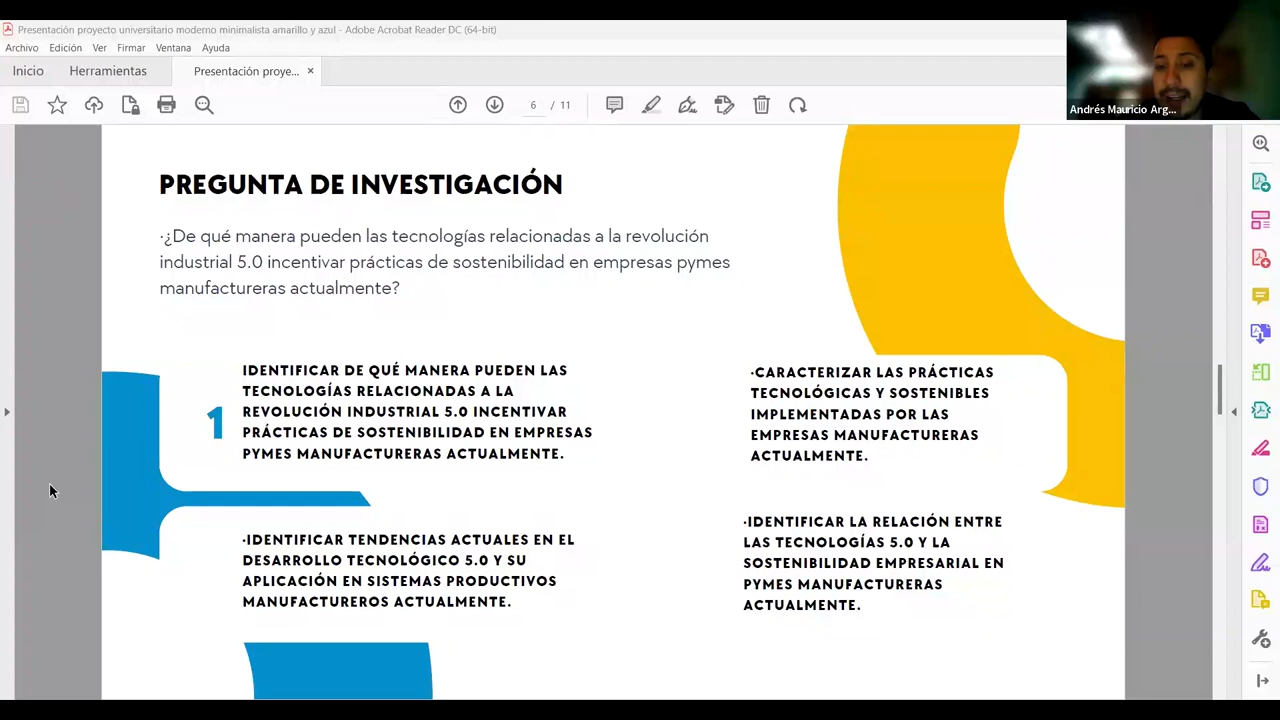 Presentación proyecto universitario moderno minimalista amarillo y azul - Adobe Acrobat Reader DC (64-bit)
Archivo Edición Ver Firmar Ventana Ayuda
Inicio Herramientas Presentación proye... ×
6 / 11
Andrés Mauricio Arg...
PREGUNTA DE INVESTIGACIÓN
·¿De qué manera pueden las tecnologías relacionadas a la revolución
industrial 5.0 incentivar prácticas de sostenibilidad en empresas pymes
manufactureras actualmente?
1
IDENTIFICAR DE QUÉ MANERA PUEDEN LAS
TECNOLOGÍAS RELACIONADAS A LA
REVOLUCIÓN INDUSTRIAL 5.0 INCENTIVAR
PRÁCTICAS DE SOSTENIBILIDAD EN EMPRESAS
PYMES MANUFACTURERAS ACTUALMENTE.
·CARACTERIZAR LAS PRÁCTICAS
TECNOLÓGICAS Y SOSTENIBLES
IMPLEMENTADAS POR LAS
EMPRESAS MANUFACTURERAS
ACTUALMENTE.
·IDENTIFICAR TENDENCIAS ACTUALES EN EL
DESARROLLO TECNOLÓGICO 5.0 Y SU
APLICACIÓN EN SISTEMAS PRODUCTIVOS
MANUFACTUREROS ACTUALMENTE.
·IDENTIFICAR LA RELACIÓN ENTRE
LAS TECNOLOGÍAS 5.0 Y LA
SOSTENIBILIDAD EMPRESARIAL EN
PYMES MANUFACTURERAS
ACTUALMENTE.